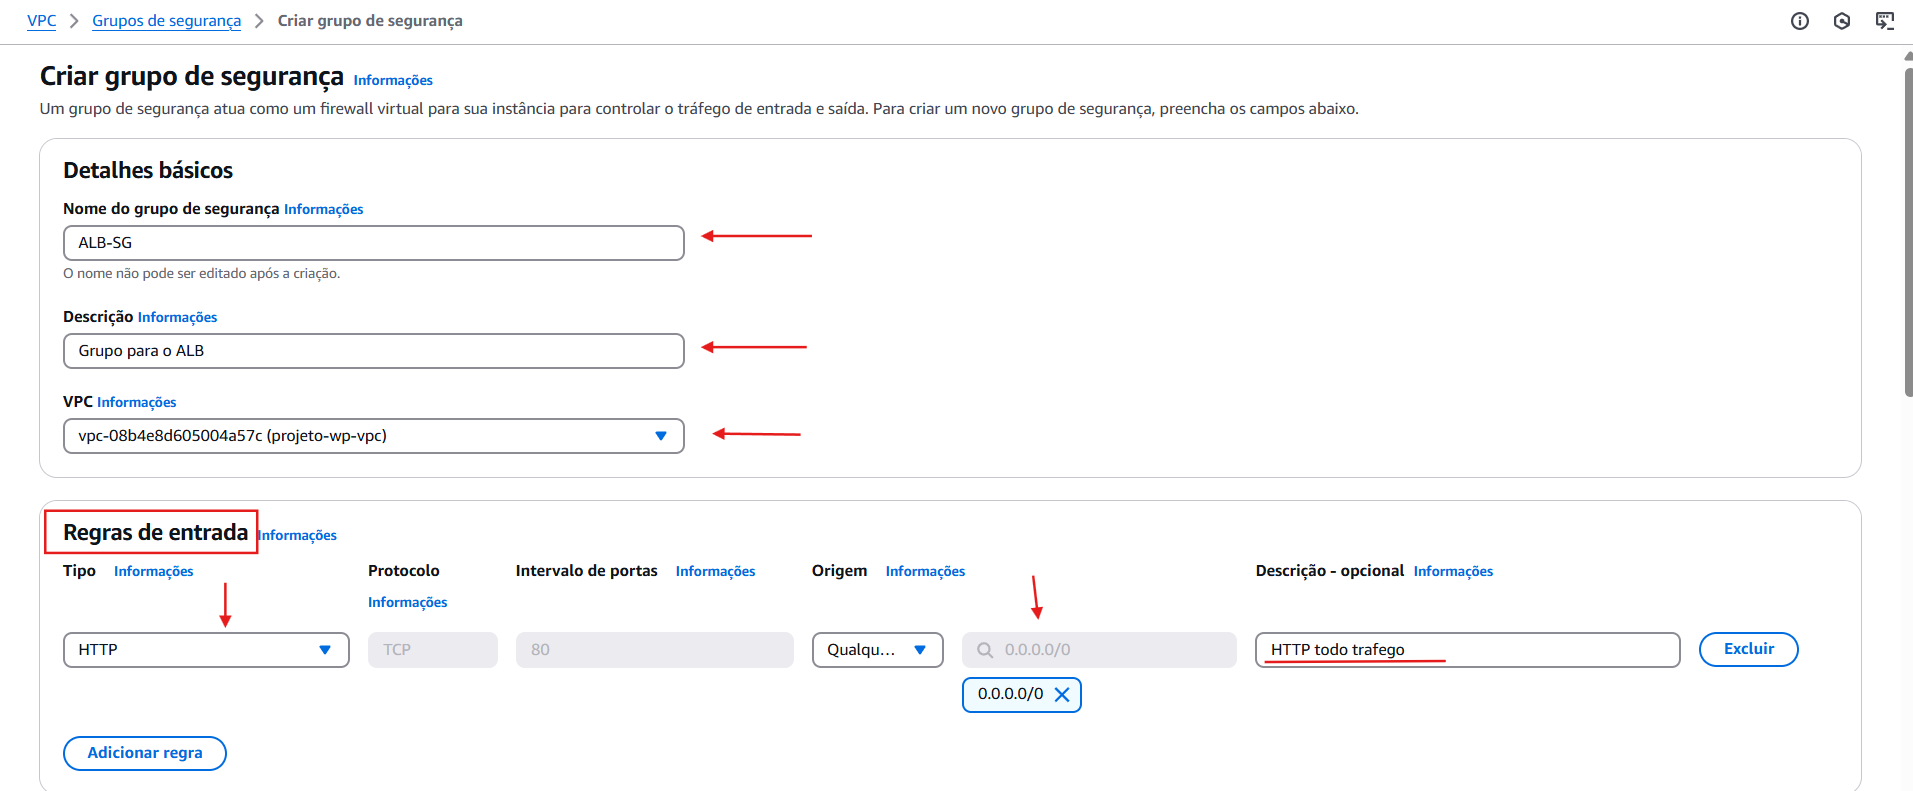 VPC > Grupos de segurança > Criar grupo de segurança
Criar grupo de segurança Informações
Um grupo de segurança atua como um firewall virtual para sua instância para controlar o tráfego de entrada e saída. Para criar um novo grupo de segurança, preencha os campos abaixo.
Detalhes básicos
Nome do grupo de segurança Informações
ALB-SG
O nome não pode ser editado após a criação.
Descrição Informações
Grupo para o ALB
VPC Informações
vpc-08b4e8d605004a57c (projeto-wp-vpc)
Regras de entrada Informações
Tipo Informações Protocolo Intervalo de portas Informações Origem Informações Descrição - opcional Informações
Informações
HTTP TCP 80 Qualqu... 0.0.0.0/0 HTTP todo trafego Excluir
0.0.0.0/0
Adicionar regra